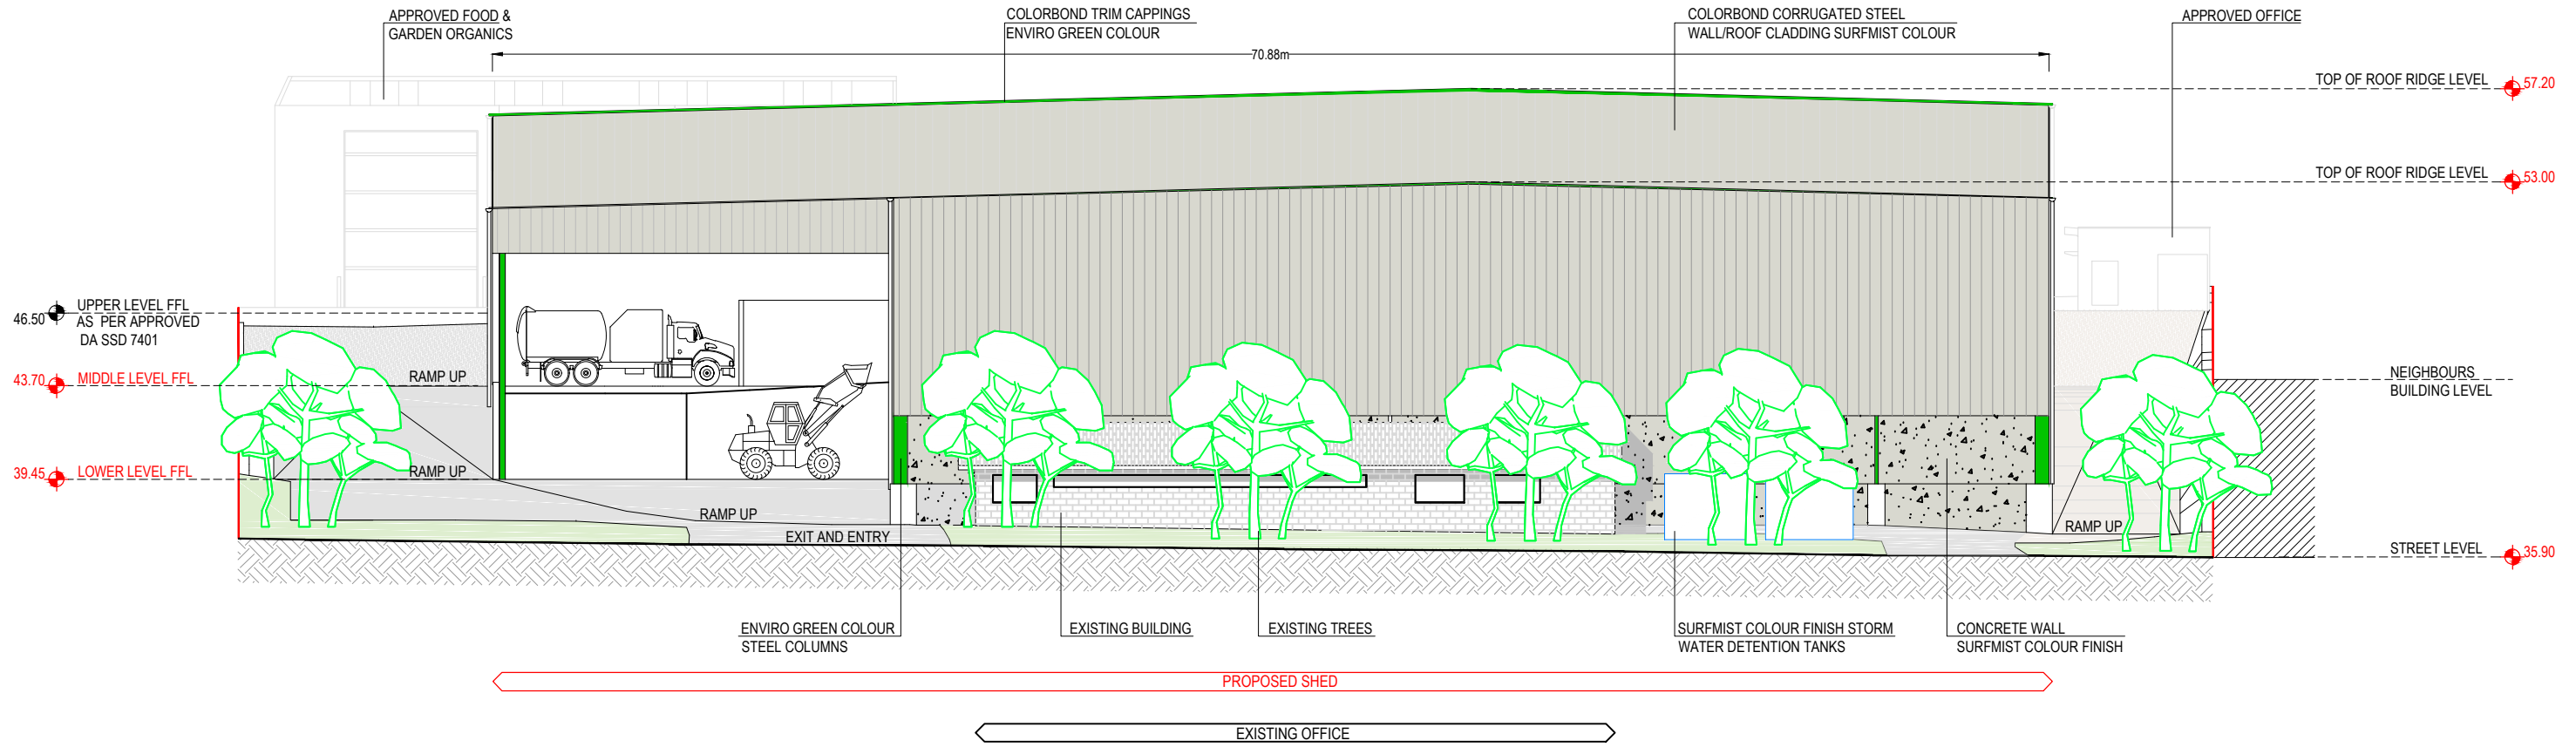 APPROVED FOOD &
GARDEN ORGANICS
COLORBOND TRIM CAPPINGS
ENVIRO GREEN COLOUR
COLORBOND CORRUGATED STEEL
WALL/ROOF CLADDING SURFMIST COLOUR
APPROVED OFFICE
70.88m
TOP OF ROOF RIDGE LEVEL 57.20
TOP OF ROOF RIDGE LEVEL 53.00
46.50 UPPER LEVEL FFL
AS PER APPROVED
DA SSD 7401
43.70 MIDDLE LEVEL FFL
RAMP UP
NEIGHBOURS
BUILDING LEVEL
39.45 LOWER LEVEL FFL
RAMP UP
RAMP UP
EXIT AND ENTRY
RAMP UP
STREET LEVEL 35.90
ENVIRO GREEN COLOUR
STEEL COLUMNS
EXISTING BUILDING
EXISTING TREES
SURFMIST COLOUR FINISH STORM
WATER DETENTION TANKS
CONCRETE WALL
SURFMIST COLOUR FINISH
PROPOSED SHED
EXISTING OFFICE